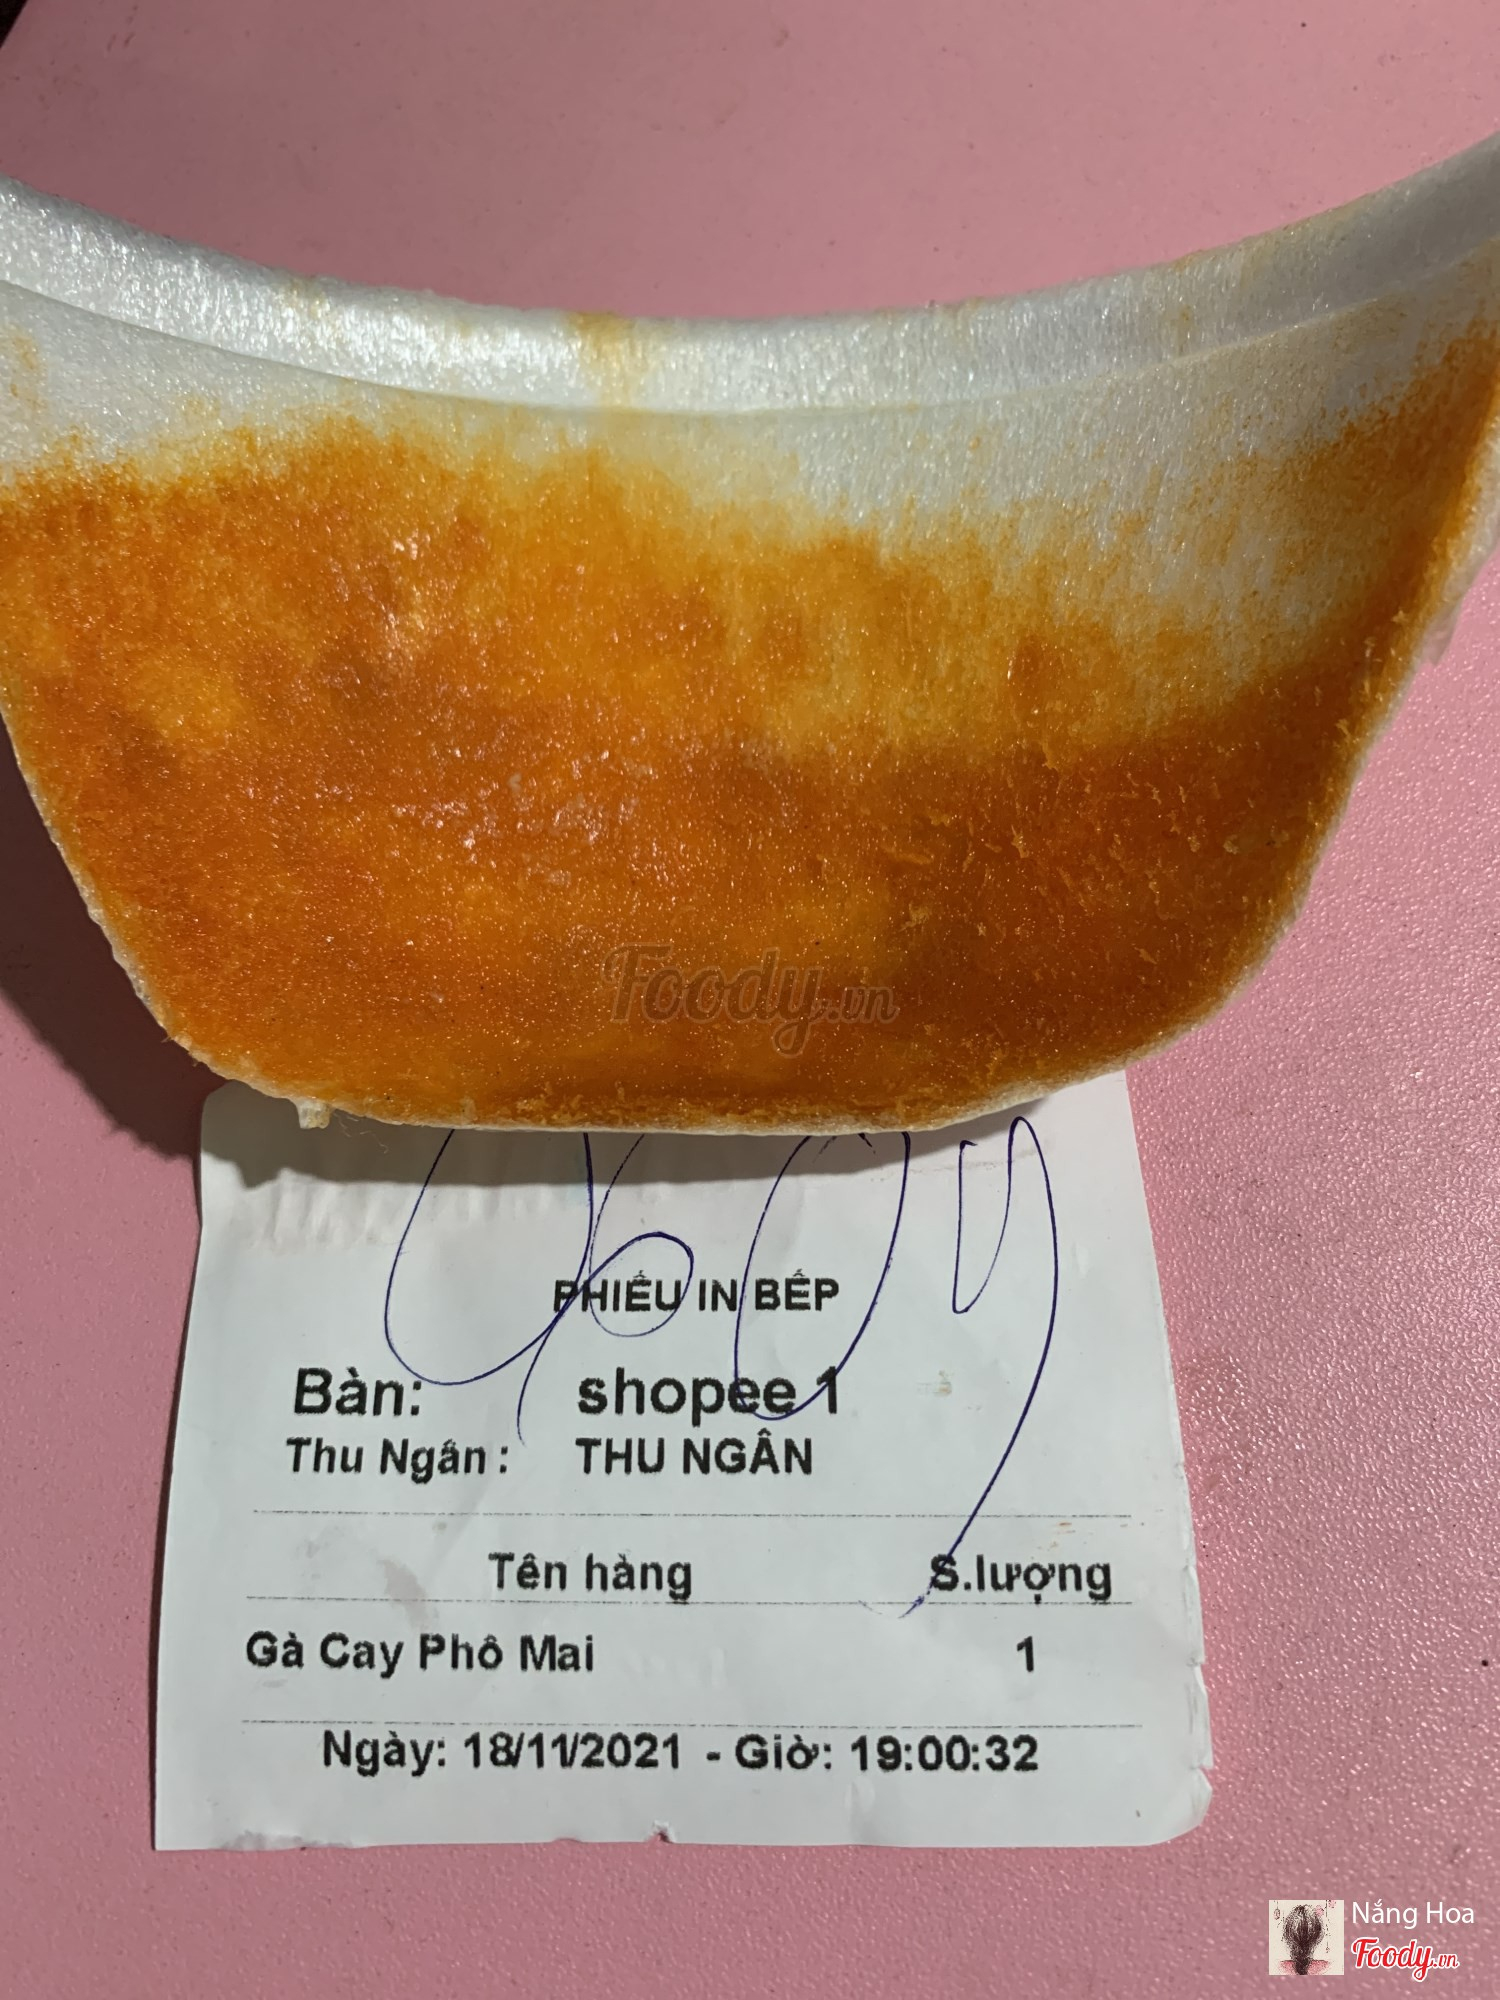 Foody.vn
PHIẾU IN BẾP
Bàn: shopee 1
Thu Ngân : THU NGÂN
Tên hàng S.lượng
Gà Cay Phô Mai 1
Ngày: 18/11/2021 - Giờ: 19:00:32
Nắng Hoa
Foody.vn